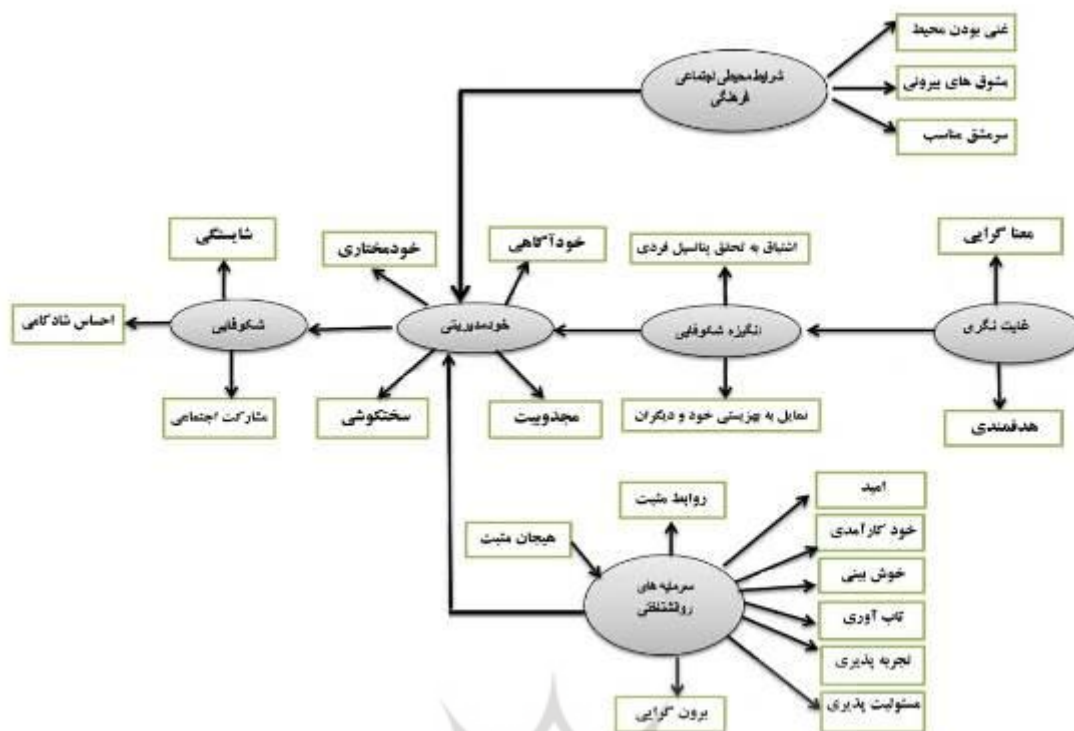 غنی بودن محیط
شرایط محیطی اجتماعی
فرهنگی
مشوق های بیرونی
سرمشق مناسب
شایستگی
خودمختاری
خودآگاهی
اشتیاق به تحقق پتانسیل فردی
معنا گرایی
احساس شادکامی
شکوفایی
خودمدیریتی
انگیزه شکوفایی
غایت نگری
مشارکت اجتماعی
سختکوشی
مجذوبیت
تمایل به بهزیستی خود و دیگران
هدفمندی
امید
روابط مثبت
هیجان مثبت
خود کارآمدی
خوش بینی
سرمایه های
روانشناختی
تاب آوری
تجربه پذیری
مسئولیت پذیری
برون گرایی